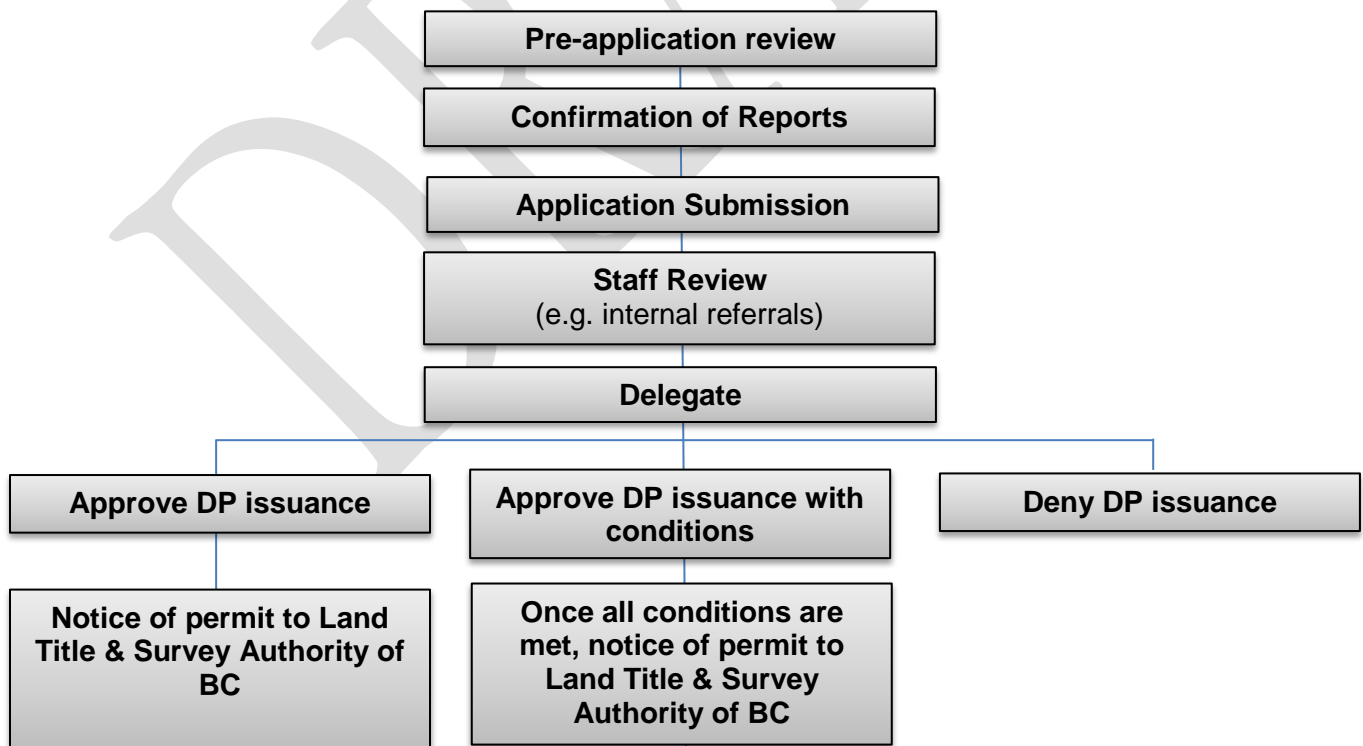 Pre-application review
Confirmation of Reports
Application Submission
Staff Review
(e.g. internal referrals)
Delegate
Approve DP issuance
Approve DP issuance with
conditions
Deny DP issuance
Notice of permit to Land
Title & Survey Authority of
BC
Once all conditions are
met, notice of permit to
Land Title & Survey
Authority of BC